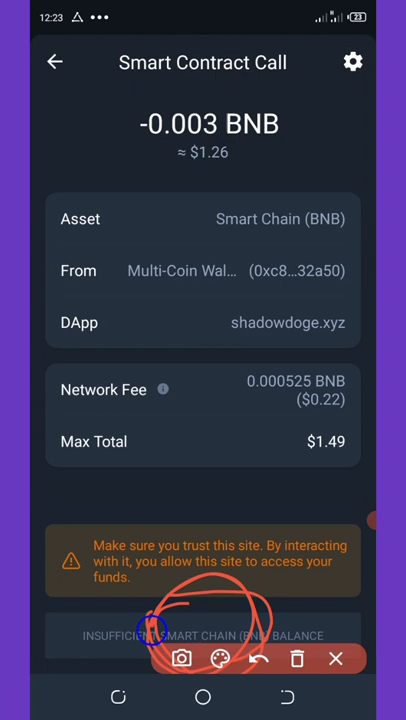 12:23
23
Smart Contract Call
-0.003 BNB
≈ $1.26
Asset Smart Chain (BNB)
From Multi-Coin Wal... (0xc8...32a50)
DApp shadowdoge.xyz
Network Fee 0.000525 BNB
($0.22)
Max Total $1.49
Make sure you trust this site. By interacting
with it, you allow this site to access your
funds.
INSUFFICIENT SMART CHAIN (BNB) BALANCE